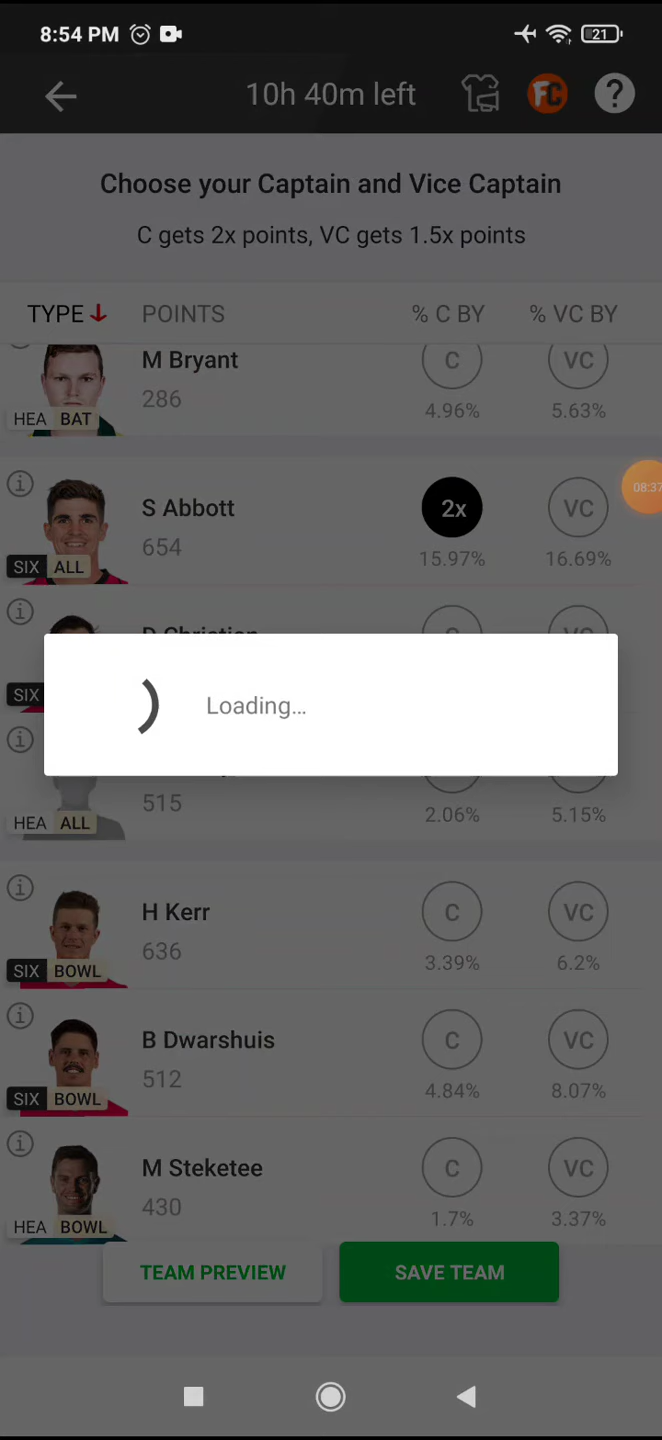 8:54 PM 21
10h 40m left FC ?
Choose your Captain and Vice Captain
C gets 2x points, VC gets 1.5x points
TYPE POINTS % C BY % VC BY
M Bryant C VC
286 4.96% 5.63%
HEA BAT
i
S Abbott 2x VC
654 15.97% 16.69%
SIX ALL
08:37
i
SIX
Loading...
i
515 2.06% 5.15%
HEA ALL
i
H Kerr C VC
636 3.39% 6.2%
SIX BOWL
i
B Dwarshuis C VC
512 4.84% 8.07%
SIX BOWL
i
M Steketee C VC
430 1.7% 3.37%
HEA BOWL
TEAM PREVIEW SAVE TEAM